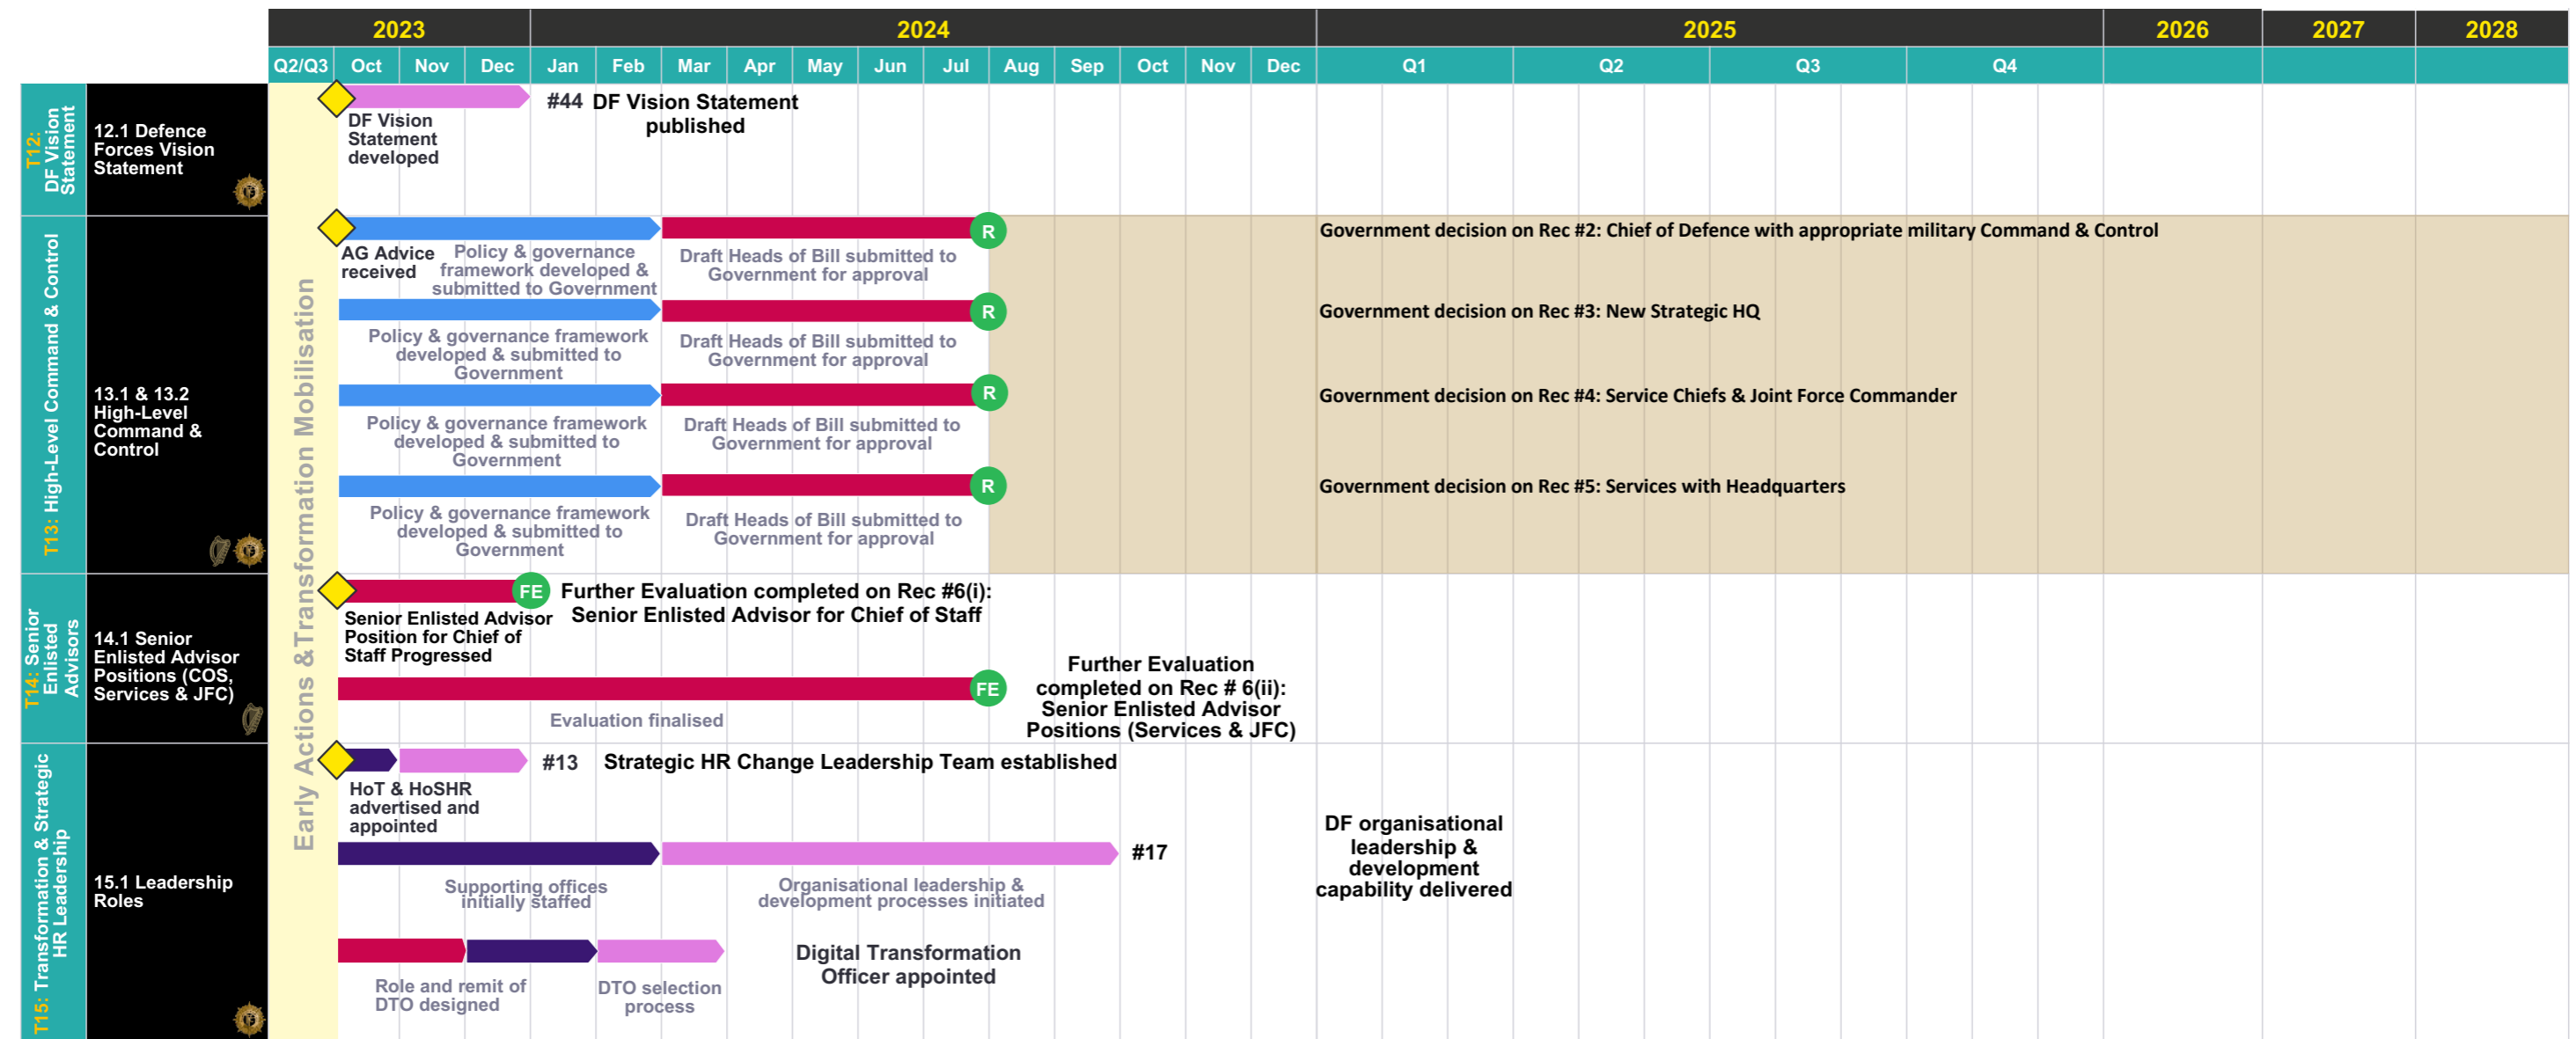 2023
2024
2025
2026
2027
2028
Q2/Q3
Oct
Nov
Dec
Jan
Feb
Mar
Apr
May
Jun
Jul
Aug
Sep
Oct
Nov
Dec
Q1
Q2
Q3
Q4
Early Actions &Transformation Mobilisation
T12:
DF Vision
Statement
12.1 Defence
Forces Vision
Statement
DF Vision
Statement
developed
#44 DF Vision Statement
published
T13: High-Level Command & Control
13.1 & 13.2
High-Level
Command &
Control
AG Advice
received
Policy & governance
framework developed &
submitted to Government
Draft Heads of Bill submitted to
Government for approval
R
Government decision on Rec #2: Chief of Defence with appropriate military Command & Control
Policy & governance framework
developed & submitted to
Government
Draft Heads of Bill submitted to
Government for approval
R
Government decision on Rec #3: New Strategic HQ
Policy & governance framework
developed & submitted to
Government
Draft Heads of Bill submitted to
Government for approval
R
Government decision on Rec #4: Service Chiefs & Joint Force Commander
Policy & governance framework
developed & submitted to
Government
Draft Heads of Bill submitted to
Government for approval
R
Government decision on Rec #5: Services with Headquarters
T14: Senior
Enlisted
Advisors
14.1 Senior
Enlisted Advisor
Positions (COS,
Services & JFC)
Senior Enlisted Advisor
Position for Chief of
Staff Progressed
FE
Further Evaluation completed on Rec #6(i):
Senior Enlisted Advisor for Chief of Staff
Evaluation finalised
FE
Further Evaluation
completed on Rec # 6(ii):
Senior Enlisted Advisor
Positions (Services & JFC)
T15: Transformation & Strategic
HR Leadership
15.1 Leadership
Roles
HoT & HoSHR
advertised and
appointed
#13 Strategic HR Change Leadership Team established
Supporting offices
initially staffed
Organisational leadership &
development processes initiated
#17
DF organisational
leadership &
development
capability delivered
Role and remit of
DTO designed
DTO selection
process
Digital Transformation
Officer appointed